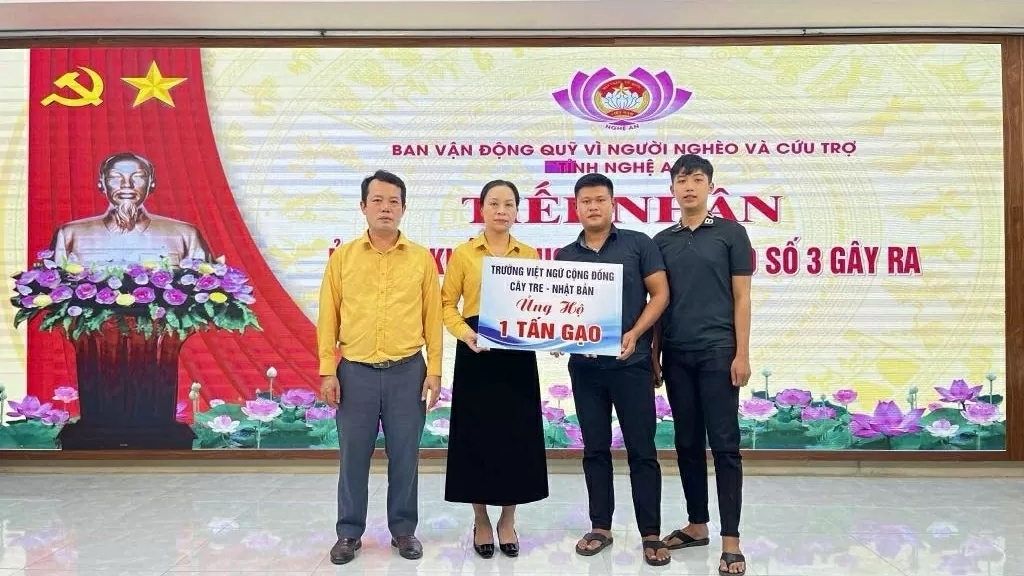 NGHỆ AN
BAN VẬN ĐỘNG QUỸ VÌ NGƯỜI NGHÈO VÀ CỨU TRỢ
TỈNH NGHỆ A
TIẾP NHẬN
SỐ 3 GÂY RA
TRƯỜNG VIỆT NGỮ CỘNG ĐỒNG
CÂY TRE - NHẬT BẢN
Ủng Hộ
1 TẤN GẠO